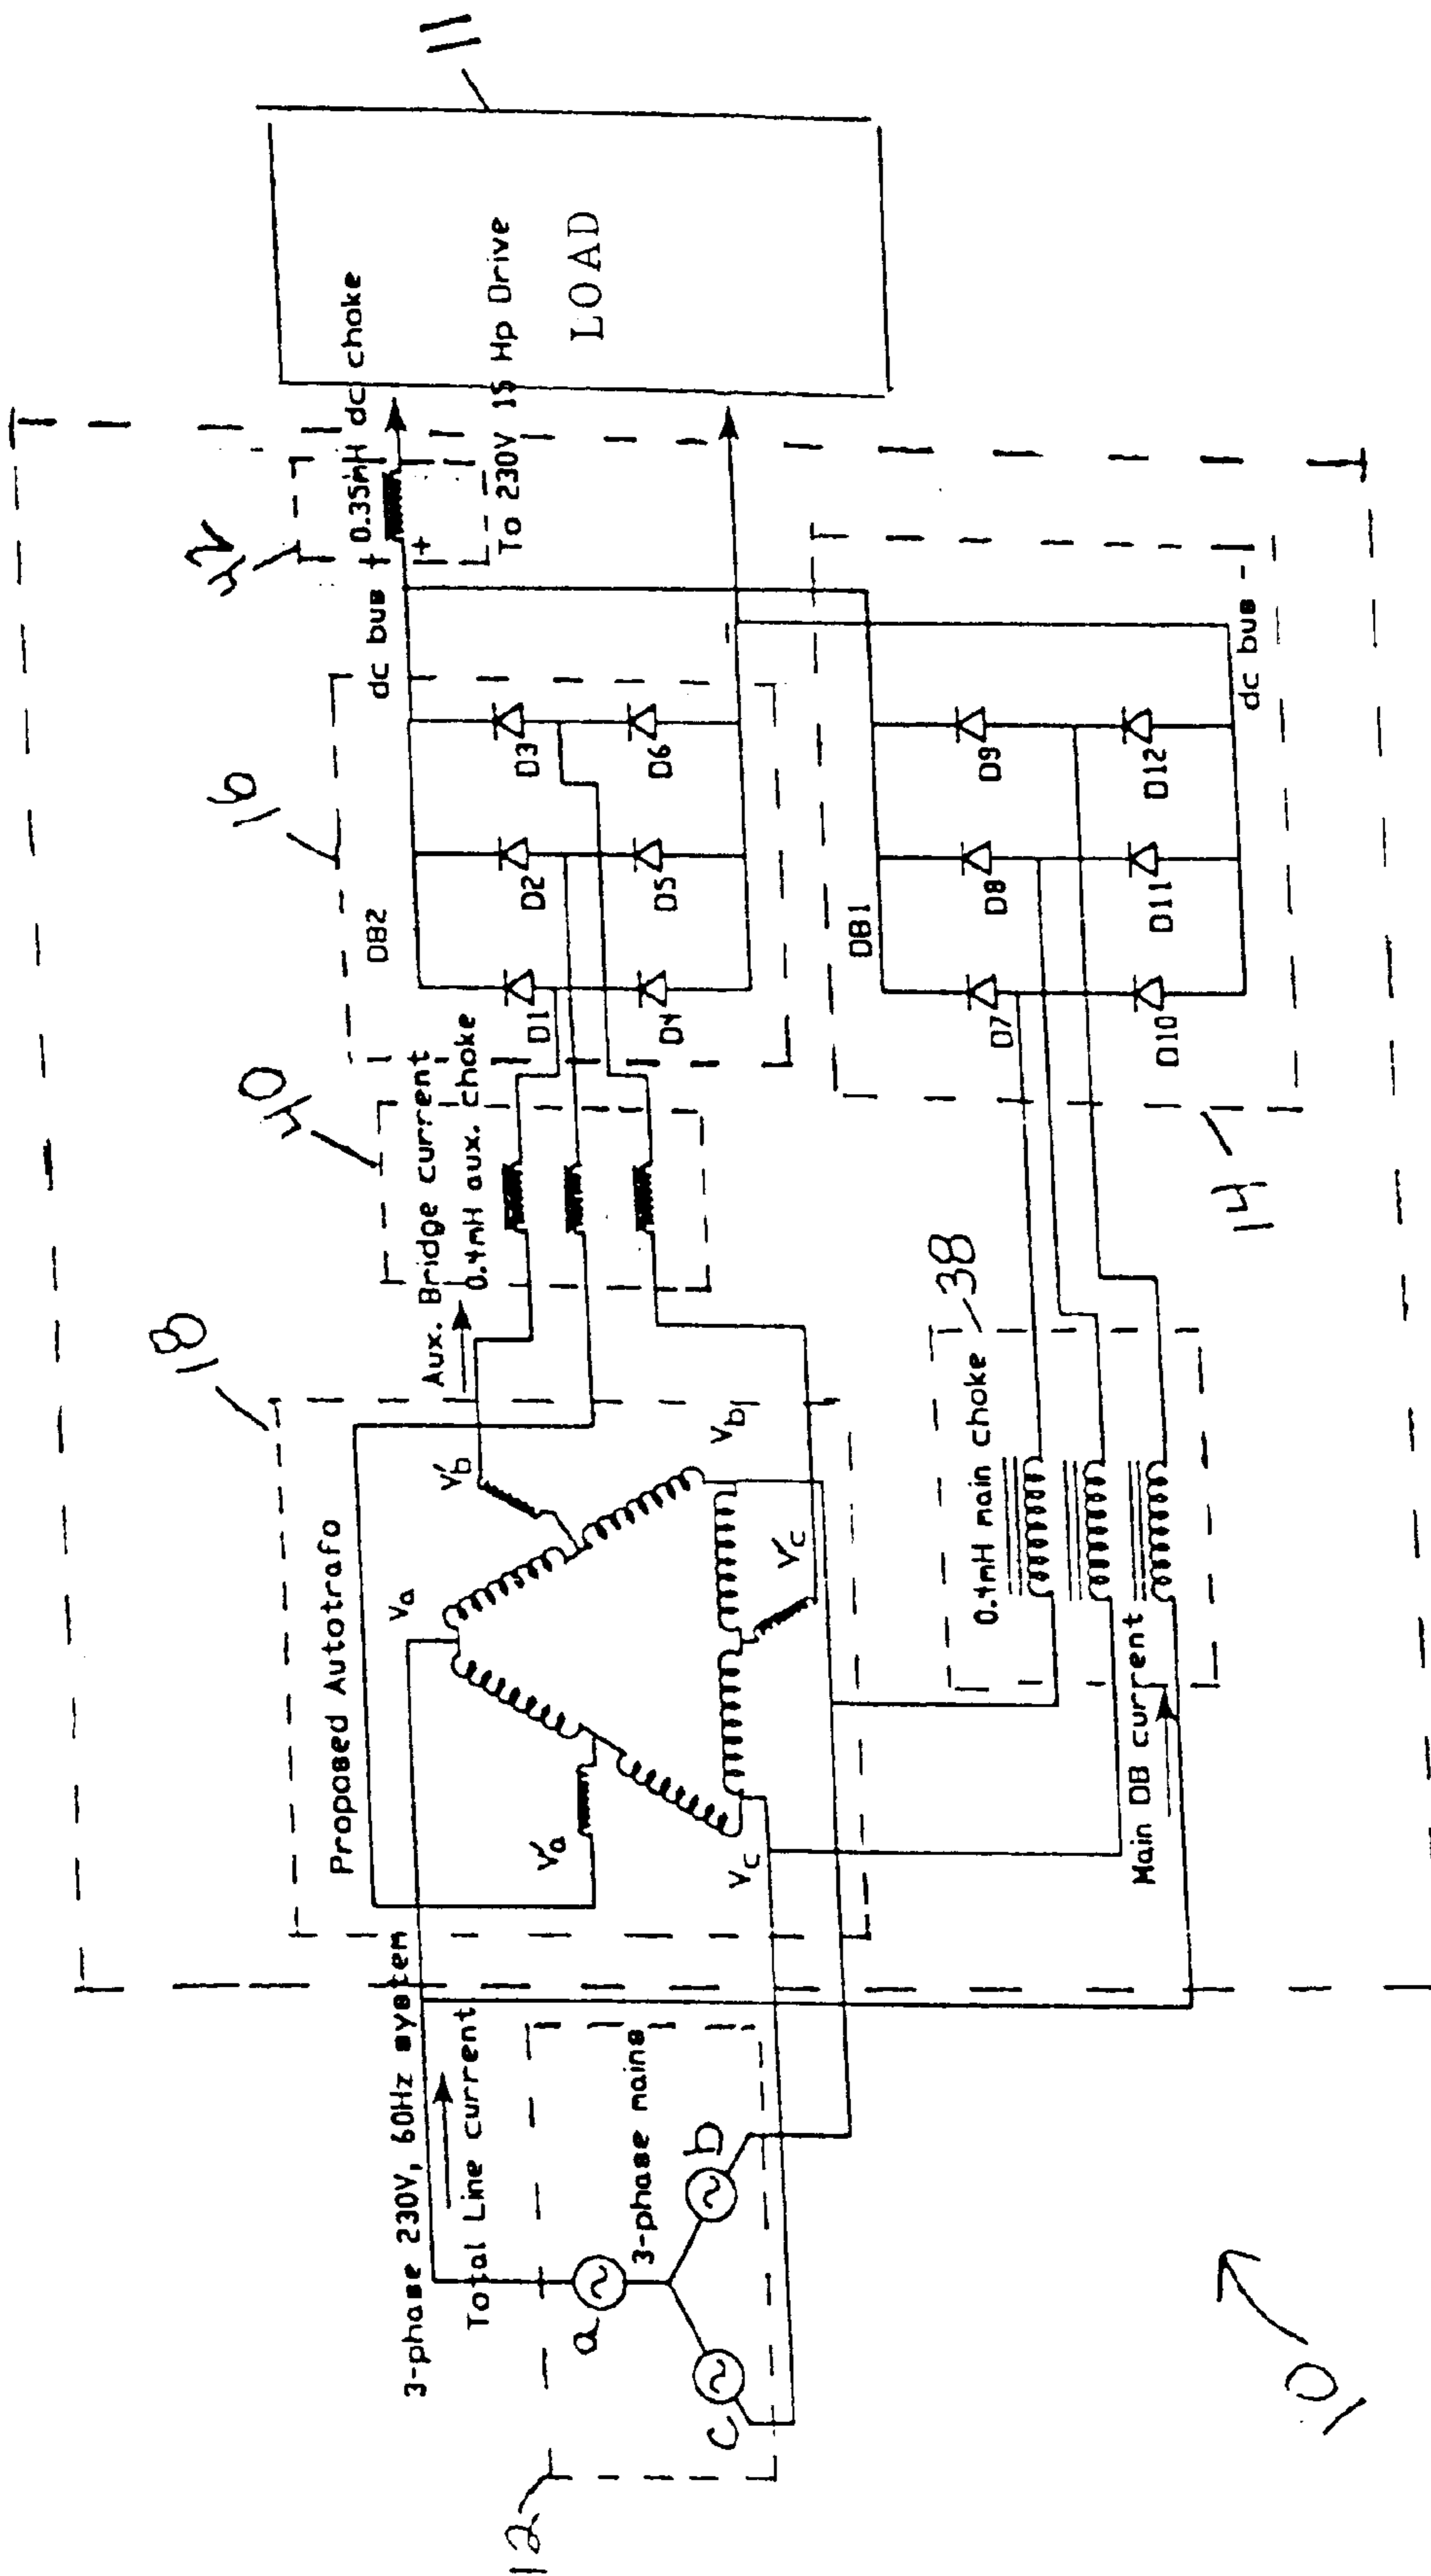 10
12
3-phase 230V, 60Hz system
Total Line current
3-phase mains
a
b
c
18
Proposed Autotrafo
Va
V'a
V'b
Vb
V'c
Vc
Aux. Bridge current
40
0.4mH aux. choke
16
DB2
D1
D2
D3
D4
D5
D6
dc bus +
42
0.35mH dc choke
+
To 230V 15 Hp Drive
LOAD
11
38
0.4mH main choke
Main DB current
14
DB1
D7
D8
D9
D10
D11
D12
dc bus -